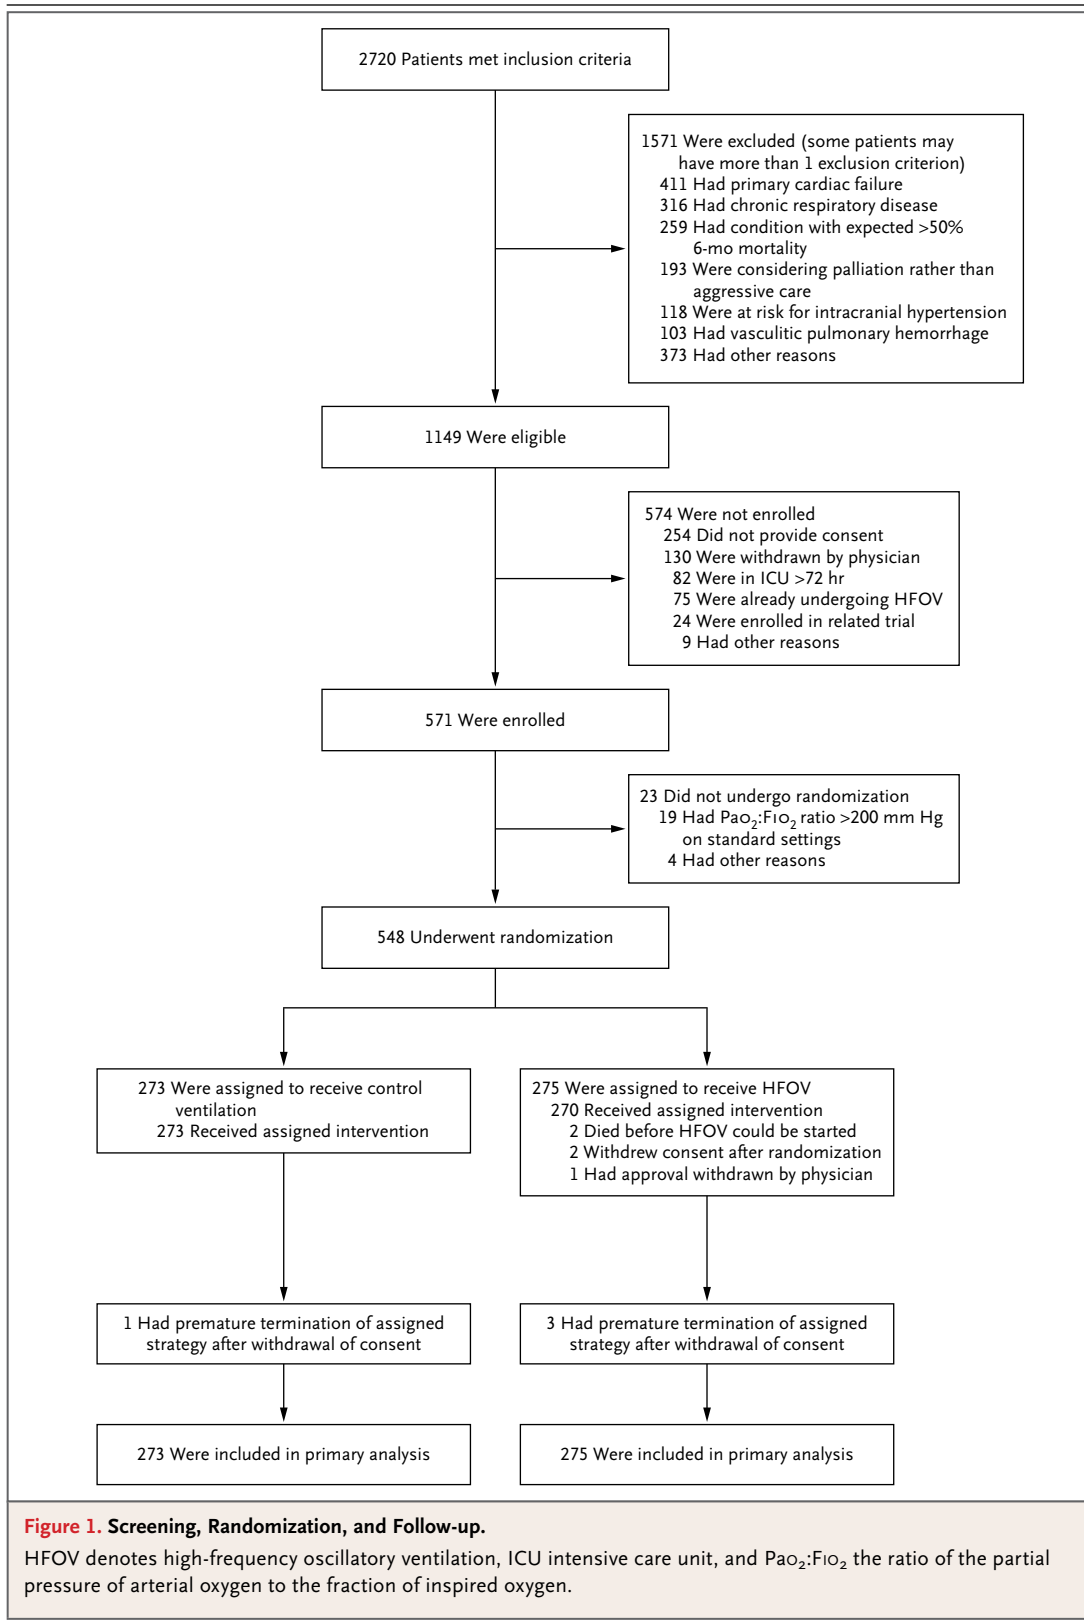 2720 Patients met inclusion criteria
1571 Were excluded (some patients may
have more than 1 exclusion criterion)
411 Had primary cardiac failure
316 Had chronic respiratory disease
259 Had condition with expected >50%
6-mo mortality
193 Were considering palliation rather than
aggressive care
118 Were at risk for intracranial hypertension
103 Had vasculitic pulmonary hemorrhage
373 Had other reasons
1149 Were eligible
574 Were not enrolled
254 Did not provide consent
130 Were withdrawn by physician
82 Were in ICU >72 hr
75 Were already undergoing HFOV
24 Were enrolled in related trial
9 Had other reasons
571 Were enrolled
23 Did not undergo randomization
19 Had Pao₂:Fio₂ ratio >200 mm Hg
on standard settings
4 Had other reasons
548 Underwent randomization
273 Were assigned to receive control
ventilation
273 Received assigned intervention
275 Were assigned to receive HFOV
270 Received assigned intervention
2 Died before HFOV could be started
2 Withdrew consent after randomization
1 Had approval withdrawn by physician
1 Had premature termination of assigned
strategy after withdrawal of consent
3 Had premature termination of assigned
strategy after withdrawal of consent
273 Were included in primary analysis
275 Were included in primary analysis
Figure 1. Screening, Randomization, and Follow-up.
HFOV denotes high-frequency oscillatory ventilation, ICU intensive care unit, and Pao₂:Fio₂ the ratio of the partial
pressure of arterial oxygen to the fraction of inspired oxygen.